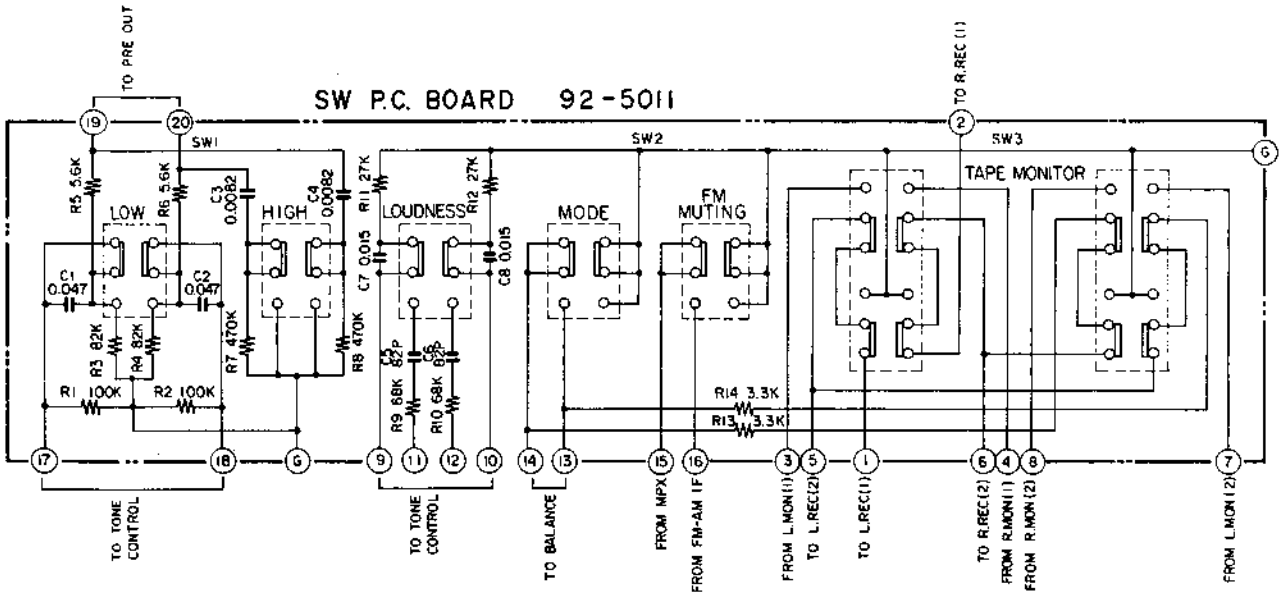 TO PRE OUT
TO R.REC(1)
SW P.C. BOARD 92-5011
19
20
2
G
SW1
SW2
SW3
R5 5.6K
R6 5.6K
C3 0.0082
C4 0.0082
R11 27K
R12 27K
TAPE MONITOR
LOW
HIGH
LOUDNESS
MODE
FM MUTING
C1 0.047
C2 0.047
C7 0.015
C8 0.015
R3 82K
R4 82K
R7 470K
R8 470K
C5 82P
C6 82P
R1 100K
R2 100K
R9 68K
R10 68K
R14 3.3K
R13 3.3K
17
18
G
9
11
12
10
14
13
15
16
3
5
1
6
4
8
7
TO TONE CONTROL
TO TONE CONTROL
TO BALANCE
FROM MPX
FROM FM-AM IF
FROM L.MON(1)
TO L.REC(2)
TO L.REC(1)
TO R.REC(2)
FROM R.MON(1)
FROM R.MON(2)
FROM L.MON(2)